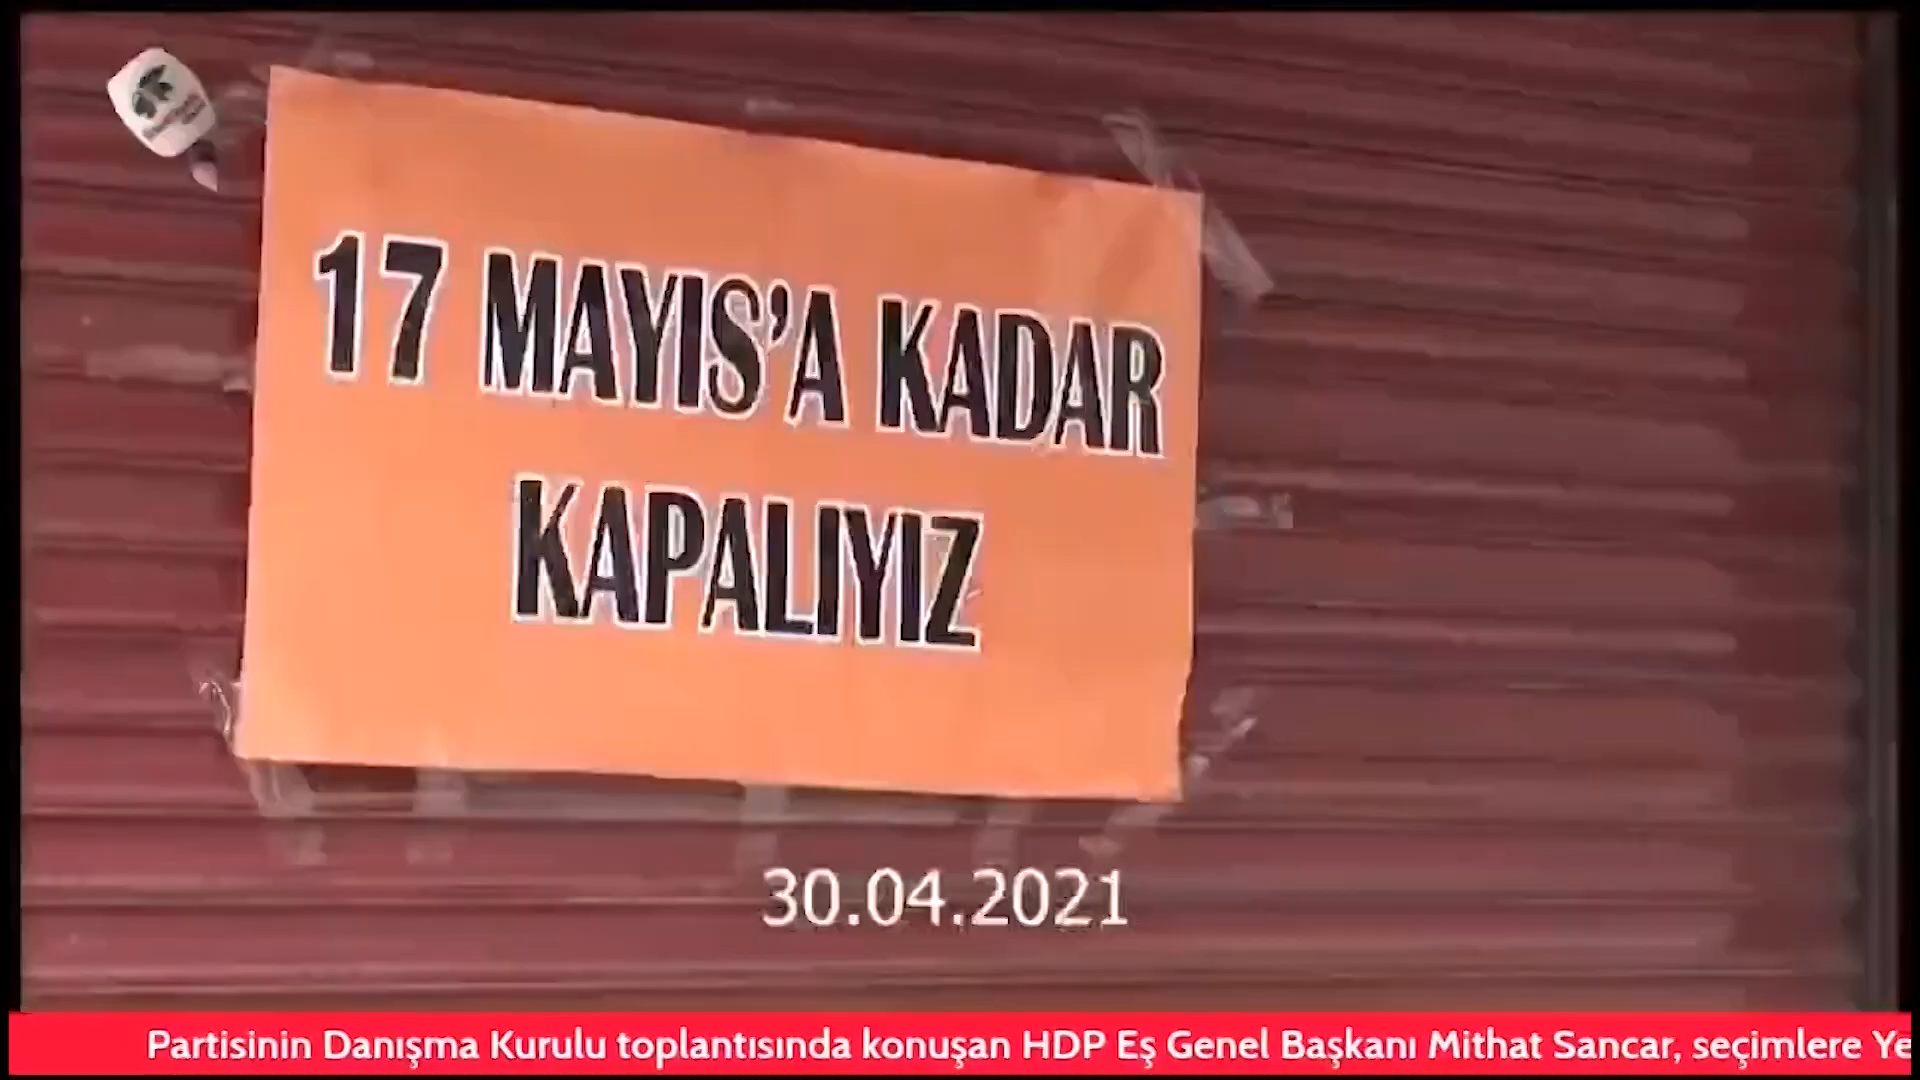 17 MAYIS'A KADAR
KAPALIYIZ
30.04.2021
Partisinin Danışma Kurulu toplantısında konuşan HDP Eş Genel Başkanı Mithat Sancar, seçimlere Ye